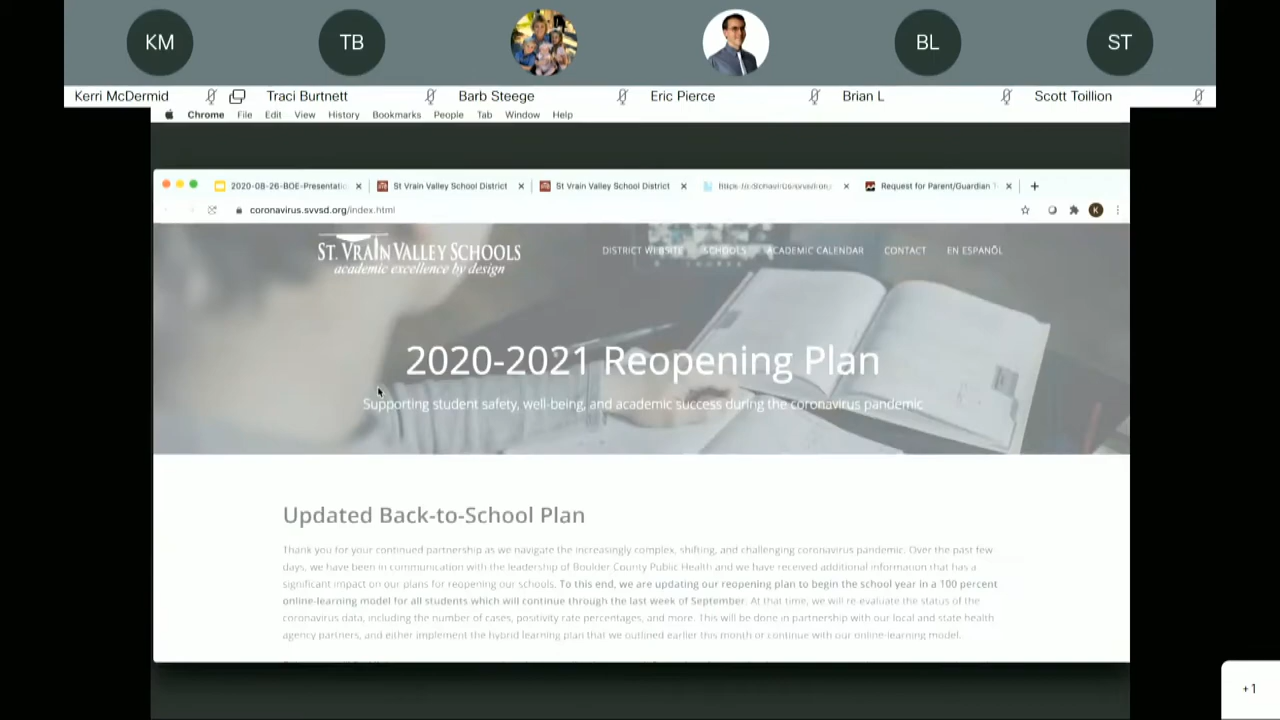 KM TB BL ST
Kerri McDermid Traci Burtnett Barb Steege Eric Pierce Brian L Scott Toillion
Chrome File Edit View History Bookmarks People Tab Window Help
2020-08-26-BOE-Presentatio St Vrain Valley School District St Vrain Valley School District Request for Parent/Guardian
coronavirus.svvsd.org/index.html K
ST. VRAIN VALLEY SCHOOLS
academic excellence by design
DISTRICT WEBSITE SCHOOLS ACADEMIC CALENDAR CONTACT EN ESPAÑOL
2020-2021 Reopening Plan
Supporting student safety, well-being, and academic success during the coronavirus pandemic
Updated Back-to-School Plan
Thank you for your continued partnership as we navigate the increasingly complex, shifting, and challenging coronavirus pandemic. Over the past few
days, we have been in communication with the leadership of Boulder County Public Health and we have received additional information that has a
significant impact on our plans for reopening our schools. To this end, we are updating our reopening plan to begin the school year in a 100 percent
online-learning model for all students which will continue through the last week of September. At that time, we will re-evaluate the status of the
coronavirus data, including the number of cases, positivity rate percentages, and more. This will be done in partnership with our local and state health
agency partners, and either implement the hybrid learning plan that we outlined earlier this month or continue with our online-learning model.
+1